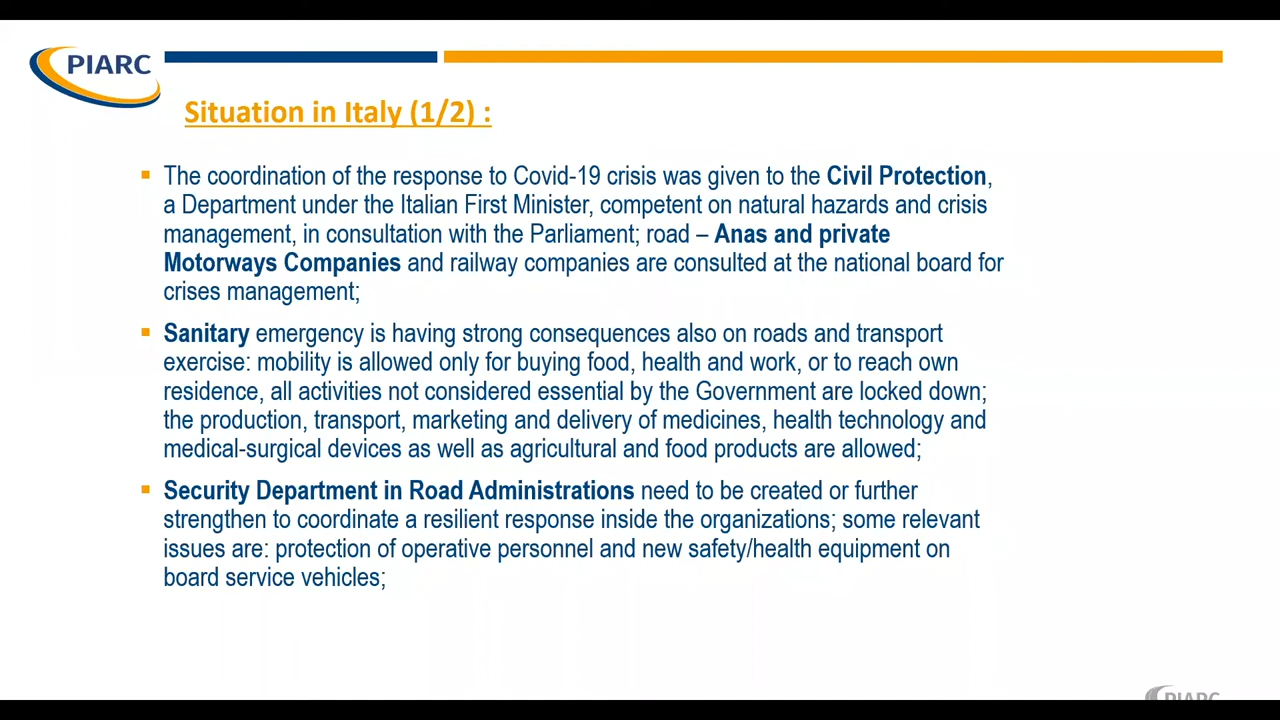 PIARC
Situation in Italy (1/2) :
The coordination of the response to Covid-19 crisis was given to the Civil Protection,
a Department under the Italian First Minister, competent on natural hazards and crisis
management, in consultation with the Parliament; road – Anas and private
Motorways Companies and railway companies are consulted at the national board for
crises management;
Sanitary emergency is having strong consequences also on roads and transport
exercise: mobility is allowed only for buying food, health and work, or to reach own
residence, all activities not considered essential by the Government are locked down;
the production, transport, marketing and delivery of medicines, health technology and
medical-surgical devices as well as agricultural and food products are allowed;
Security Department in Road Administrations need to be created or further
strengthen to coordinate a resilient response inside the organizations; some relevant
issues are: protection of operative personnel and new safety/health equipment on
board service vehicles;
PIARC